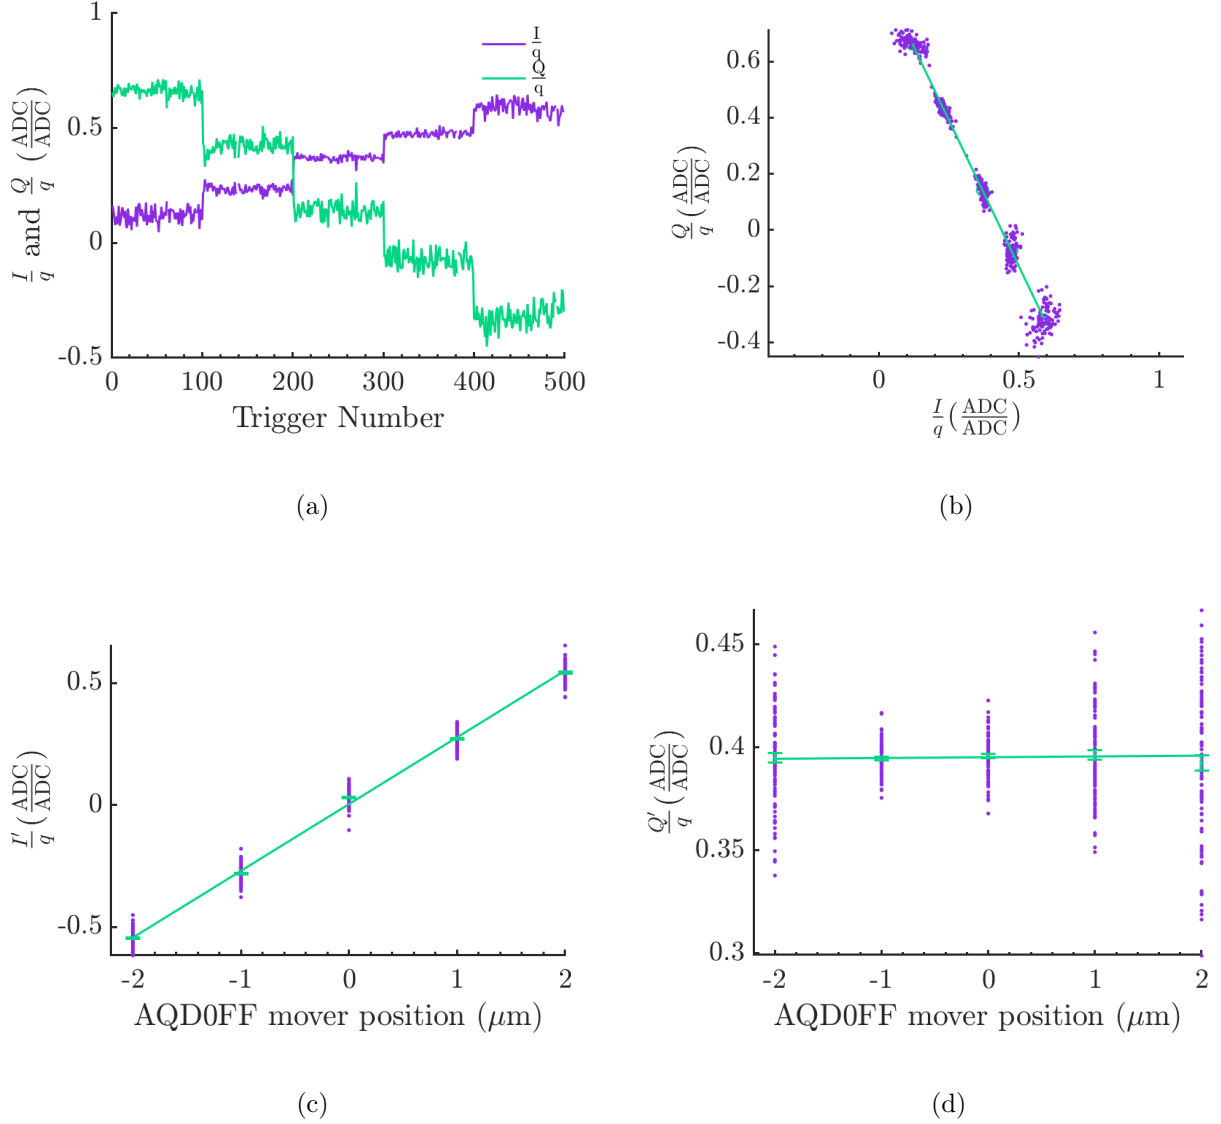 1
0.5
0
-0.5
I/q and Q/q (ADC/ADC)
I/q
Q/q
0 100 200 300 400 500
Trigger Number
(a)
0.6
0.4
0.2
0
-0.2
-0.4
Q/q (ADC/ADC)
0 0.5 1
I/q (ADC/ADC)
(b)
0.5
0
-0.5
I'/q (ADC/ADC)
-2 -1 0 1 2
AQD0FF mover position (μm)
(c)
0.45
0.4
0.35
0.3
Q'/q (ADC/ADC)
-2 -1 0 1 2
AQD0FF mover position (μm)
(d)